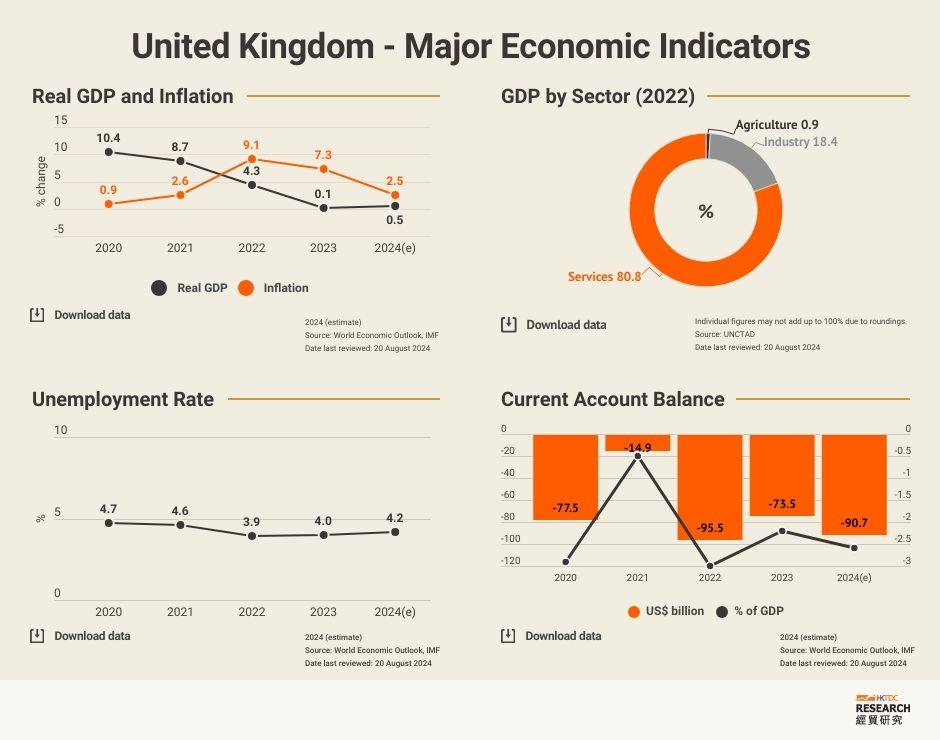 United Kingdom - Major Economic Indicators
Real GDP and Inflation
15
10
5
0
-5
% change
10.4
8.7
4.3
0.1
0.5
0.9
2.6
9.1
7.3
2.5
2020 2021 2022 2023 2024(e)
Real GDP Inflation
Download data
2024 (estimate)
Source: World Economic Outlook, IMF
Date last reviewed: 20 August 2024
GDP by Sector (2022)
Agriculture 0.9
Industry 18.4
%
Services 80.8
Download data
Individual figures may not add up to 100% due to roundings.
Source: UNCTAD
Date last reviewed: 20 August 2024
Unemployment Rate
10
5
0
%
4.7 4.6 3.9 4.0 4.2
2020 2021 2022 2023 2024(e)
Download data
2024 (estimate)
Source: World Economic Outlook, IMF
Date last reviewed: 20 August 2024
Current Account Balance
0 0
-20 -0.5
-40 -1
-60 -1.5
-80 -2
-100 -2.5
-120 -3
-77.5 -14.9 -95.5 -73.5 -90.7
2020 2021 2022 2023 2024(e)
US$ billion % of GDP
Download data
2024 (estimate)
Source: World Economic Outlook, IMF
Date last reviewed: 20 August 2024
HKTDC
RESEARCH
經貿研究